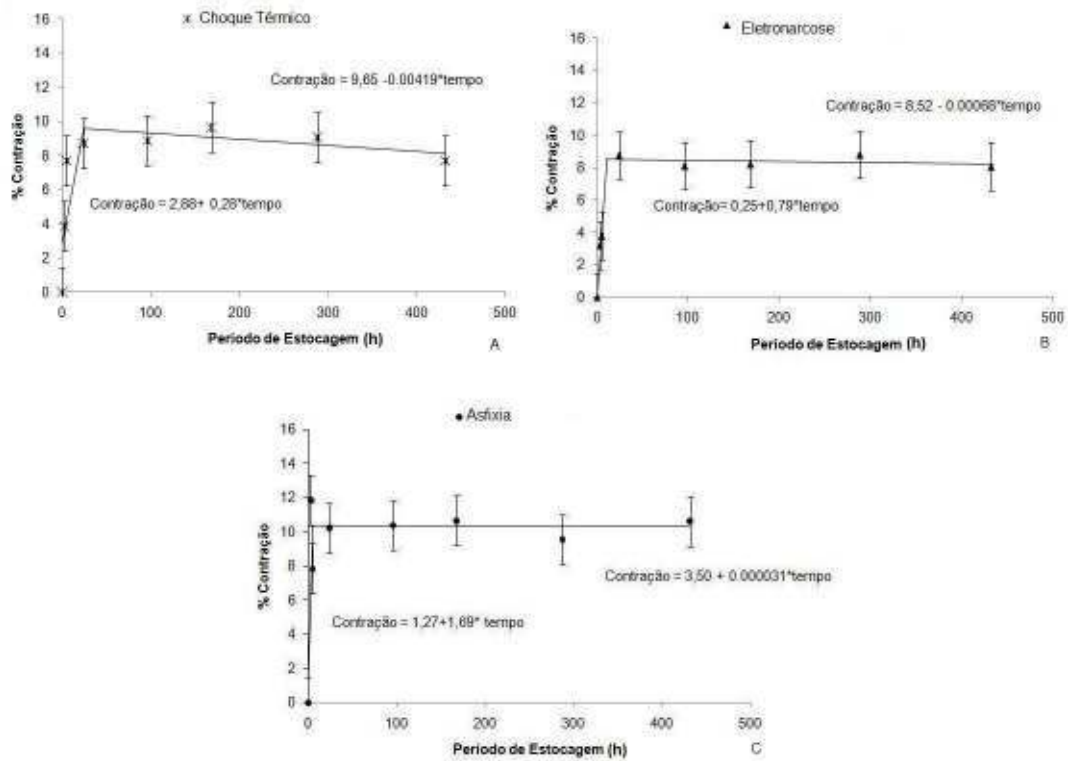 x Choque Térmico
16
14
12
10
8
6
4
2
0
% Contração
Contração = 9,65 -0.00419*tempo
Contração = 2,88+ 0,28*tempo
0 100 200 300 400 500
Periodo de Estocagem (h)
A
▲ Eletronarcose
16
14
12
10
8
6
4
2
0
% Contração
Contração = 8,52 - 0.00068*tempo
Contração= 0,25+0,79*tempo
0 100 200 300 400 500
Periodo de Estocagem (h)
B
● Asfixia
16
14
12
10
8
6
4
2
0
% Contração
Contração = 3,50 + 0.000031*tempo
Contração = 1,27+1,69* tempo
0 100 200 300 400 500
Periodo de Estocagem (h)
C